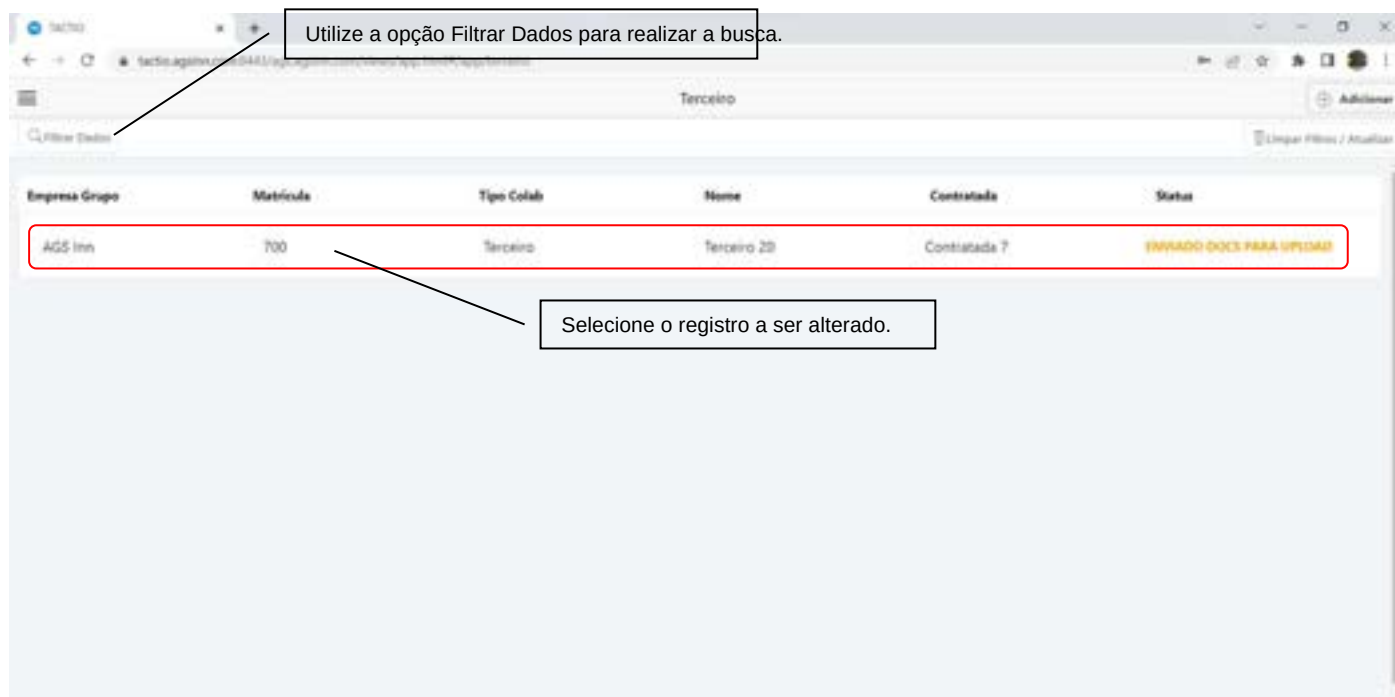 TACTIO
Utilize a opção Filtrar Dados para realizar a busca.
Terceiro
Adicionar
Filtrar Dados
Limpar Filtros / Atualizar
Empresa Grupo Matrícula Tipo Colab Nome Contratada Status
AGS Inn 700 Terceiro Terceiro 20 Contratada 7 ENVIADO DOCS PARA UPLOAD
Selecione o registro a ser alterado.